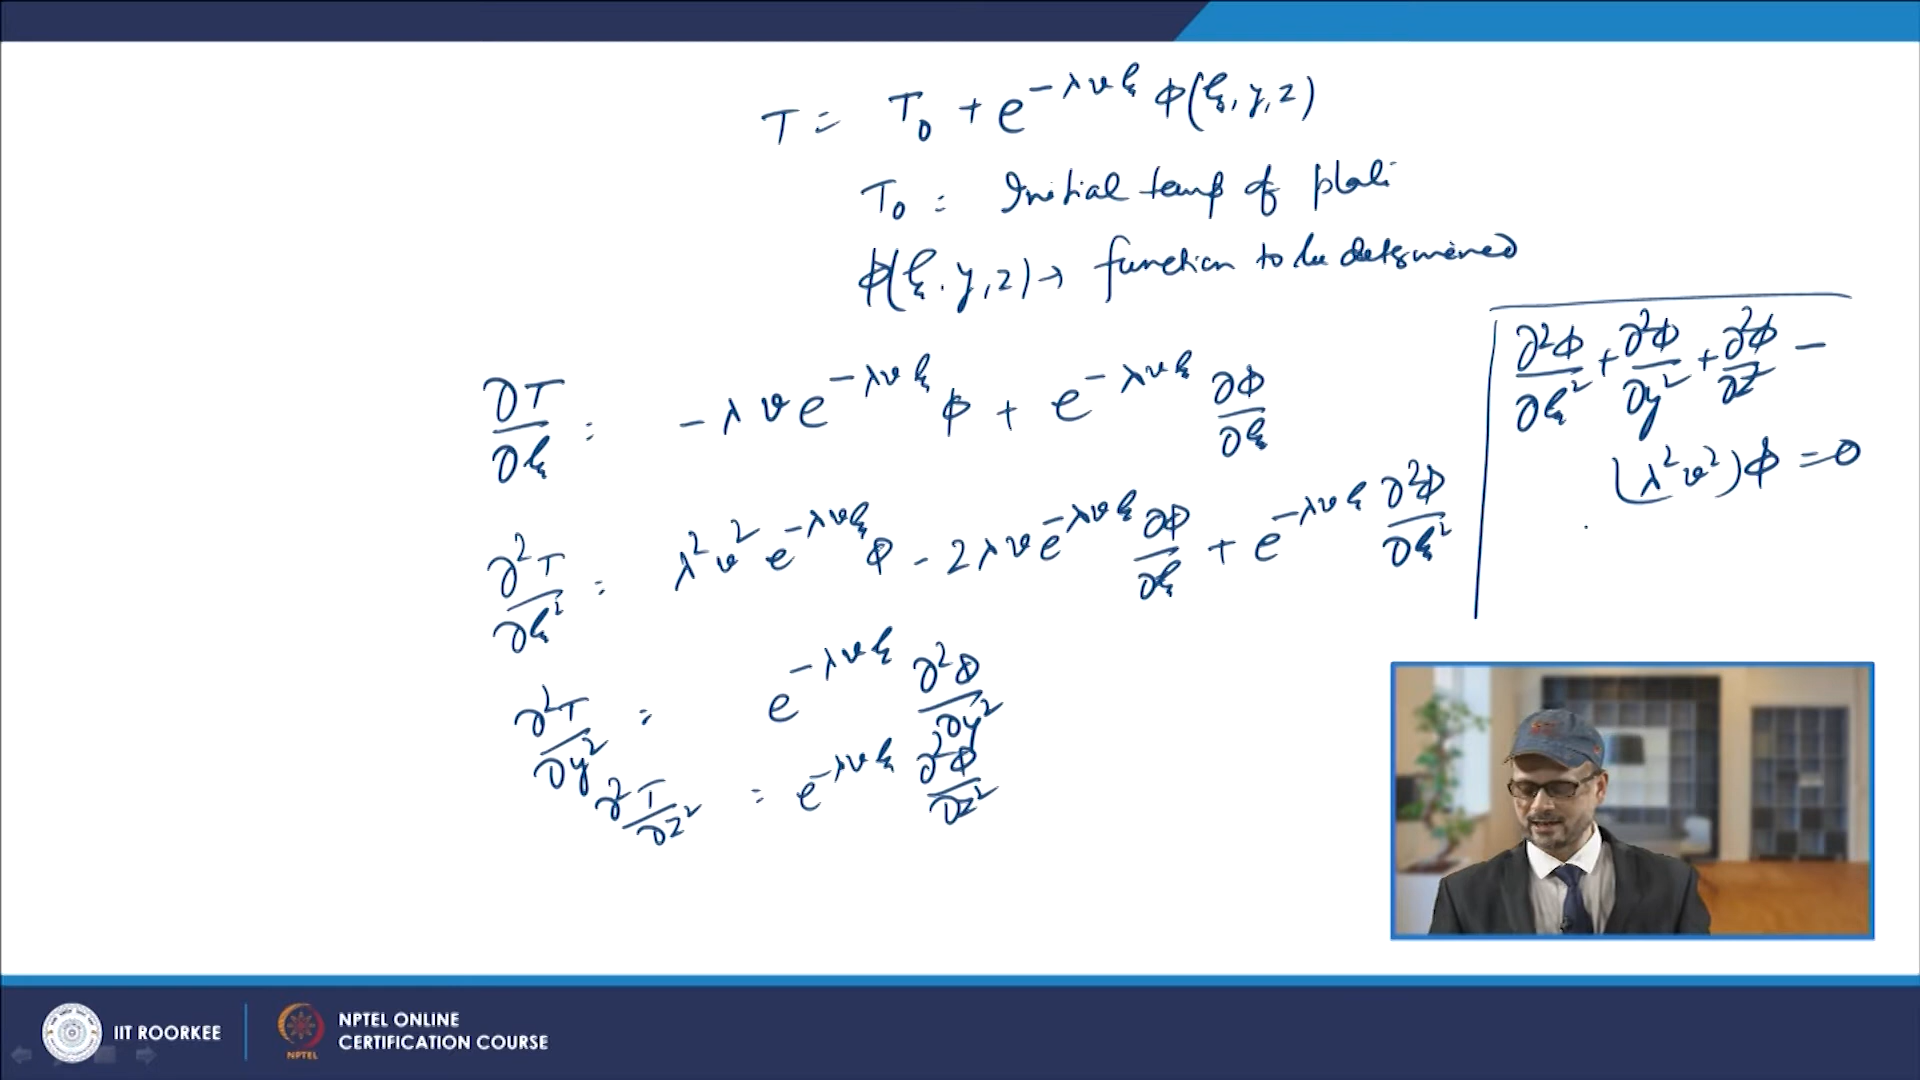 T = T₀ + e^{-λvξ} φ(ξ, y, z)
T₀ = Initial temp of plate
φ(ξ, y, z) → function to be determined
∂T/∂ξ = -λv e^{-λvξ} φ + e^{-λvξ} ∂φ/∂ξ
∂²T/∂ξ² = λ²v² e^{-λvξ} φ - 2λv e^{-λvξ} ∂φ/∂ξ + e^{-λvξ} ∂²φ/∂ξ²
∂²T/∂y² = e^{-λvξ} ∂²φ/∂y²
∂²T/∂z² = e^{-λvξ} ∂²φ/∂z²
∂²φ/∂ξ² + ∂²φ/∂y² + ∂²φ/∂z² -
(λ²v²)φ = 0
IIT ROORKEE
NPTEL
NPTEL ONLINE
CERTIFICATION COURSE